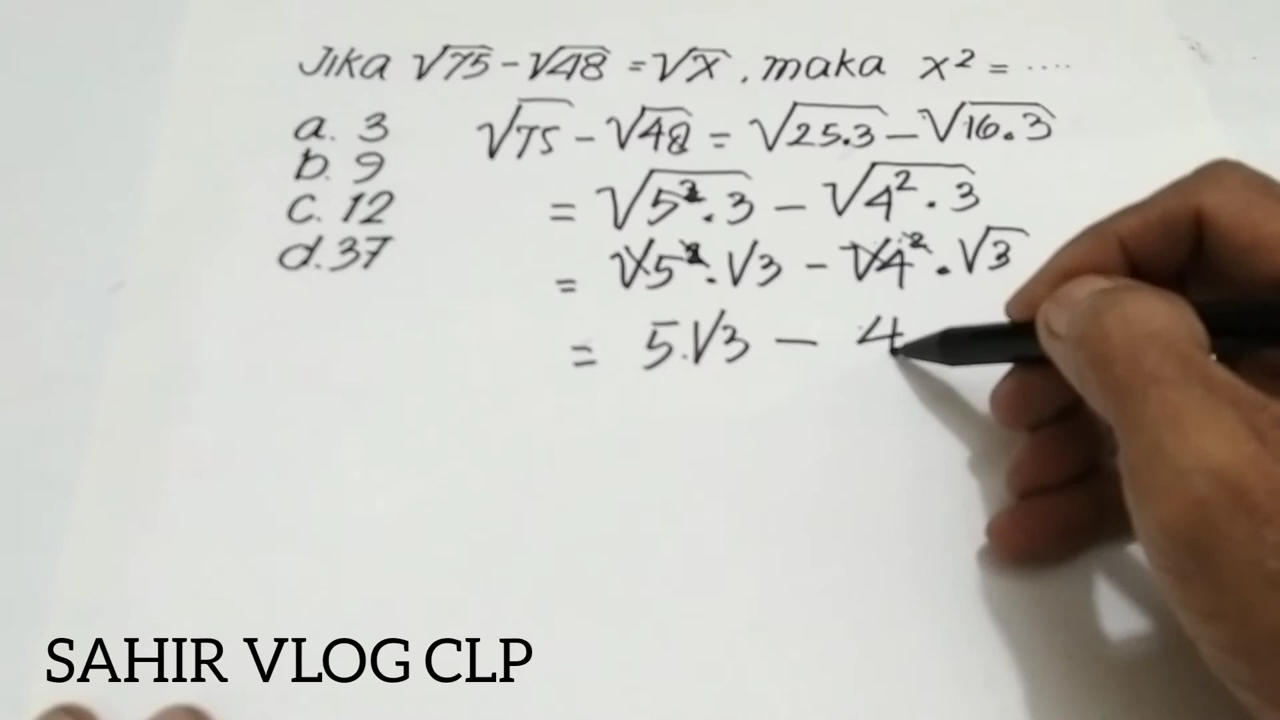 Jika √75 - √48 = √x , maka x² = ....
a. 3
b. 9
c. 12
d. 37
√75 - √48 = √25.3 - √16.3
= √5².3 - √4².3
= √5².√3 - √4².√3
= 5.√3 - 4
SAHIR VLOG CLP